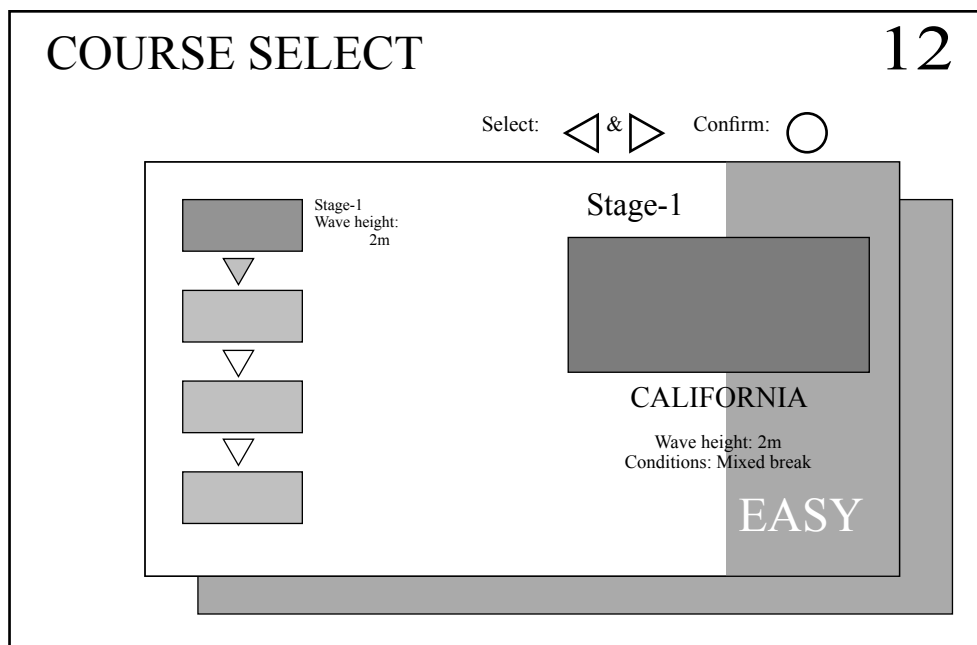 COURSE SELECT
12
Select: & Confirm:
Stage-1
Wave height:
2m
Stage-1
CALIFORNIA
Wave height: 2m
Conditions: Mixed break
EASY